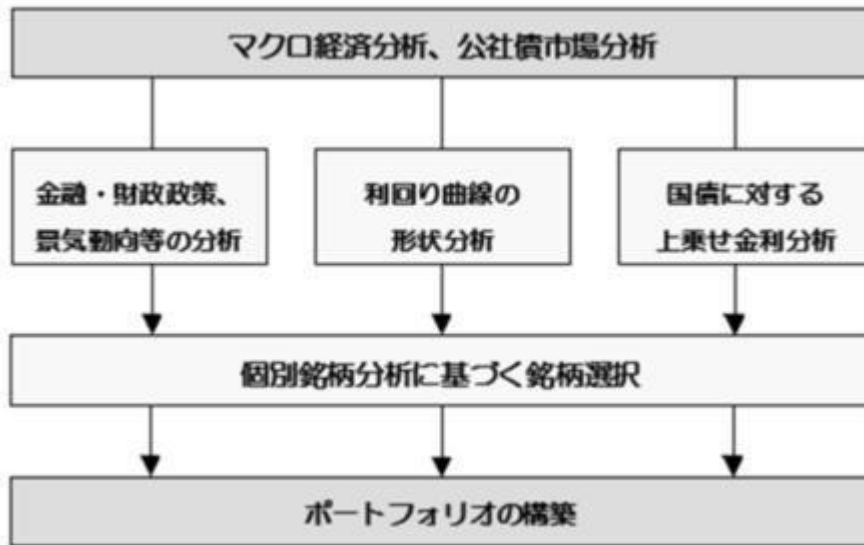 マクロ経済分析、公社債市場分析
金融・財政政策、
景気動向等の分析
利回り曲線の
形状分析
国債に対する
上乗せ金利分析
個別銘柄分析に基づく銘柄選択
ポートフォリオの構築